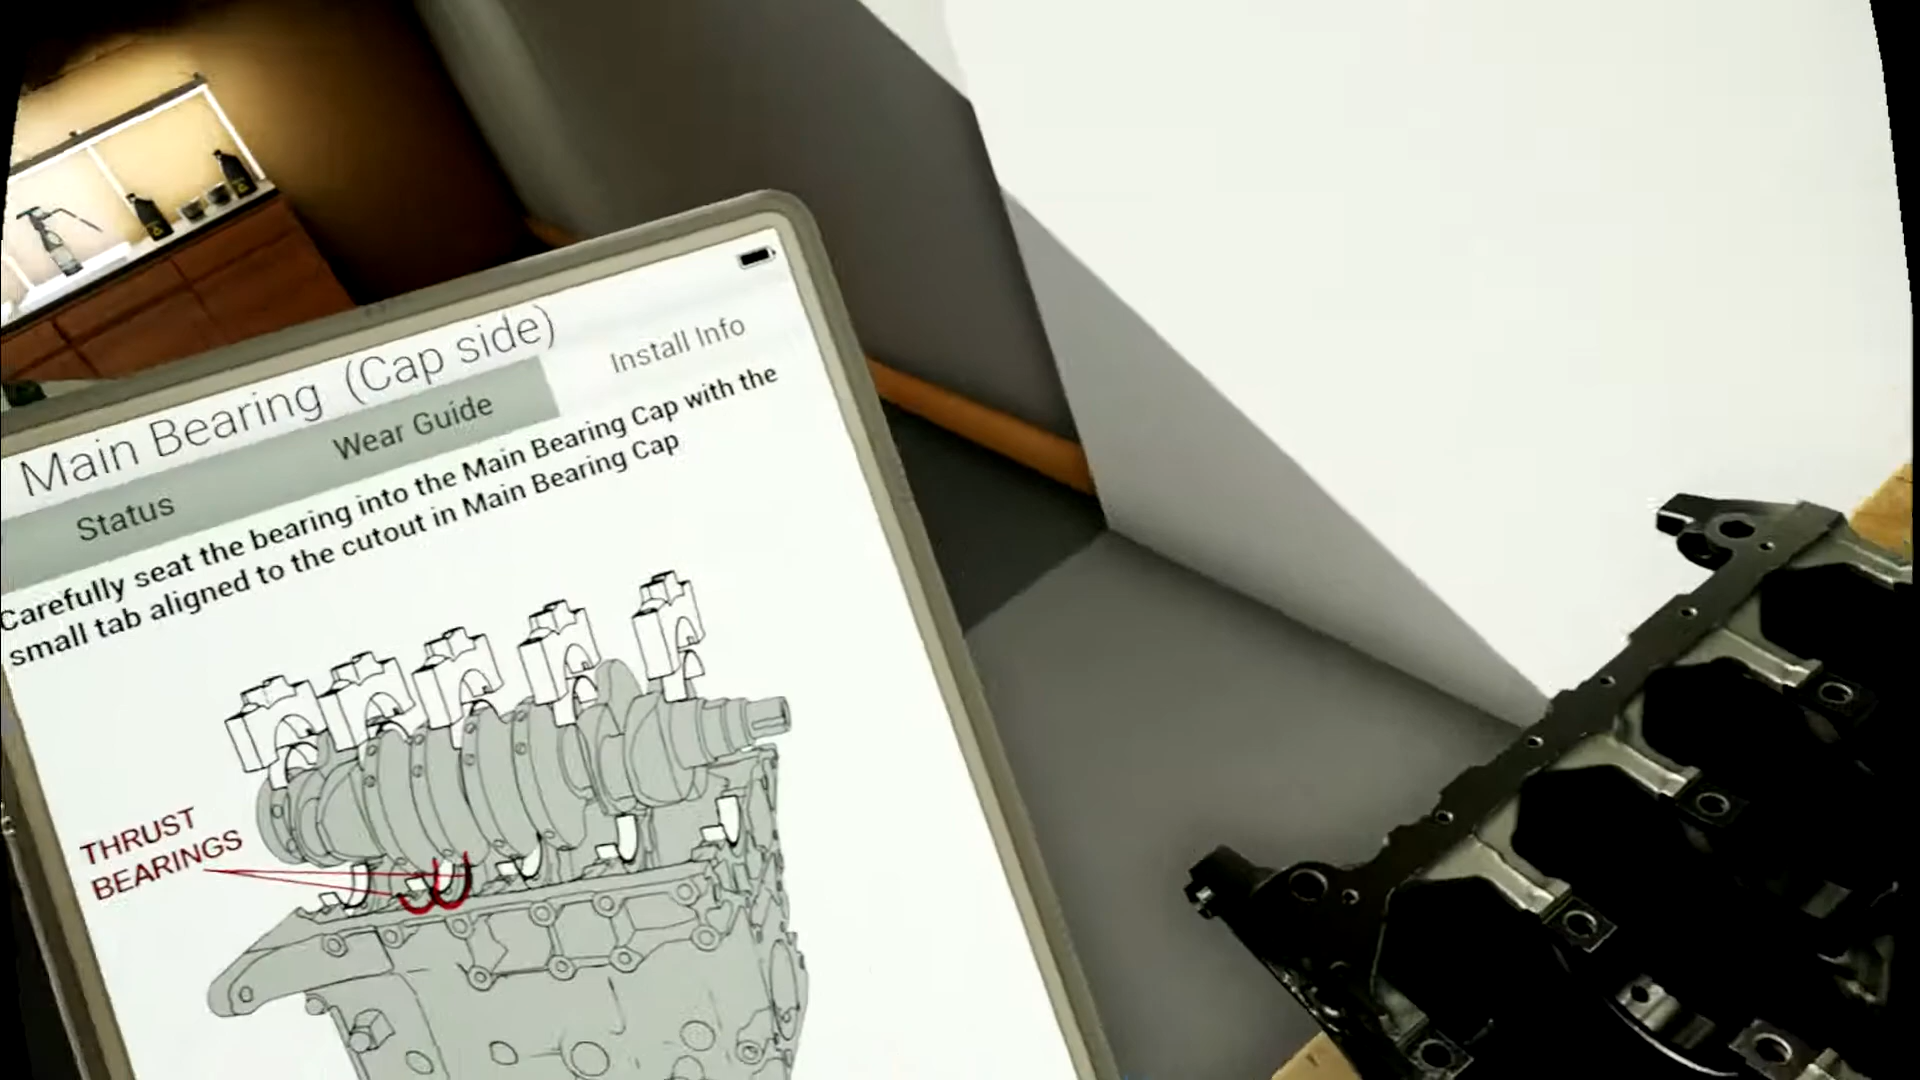 Main Bearing (Cap side)
Status
Wear Guide
Install Info
Carefully seat the bearing into the Main Bearing Cap with the
small tab aligned to the cutout in Main Bearing Cap
THRUST
BEARINGS